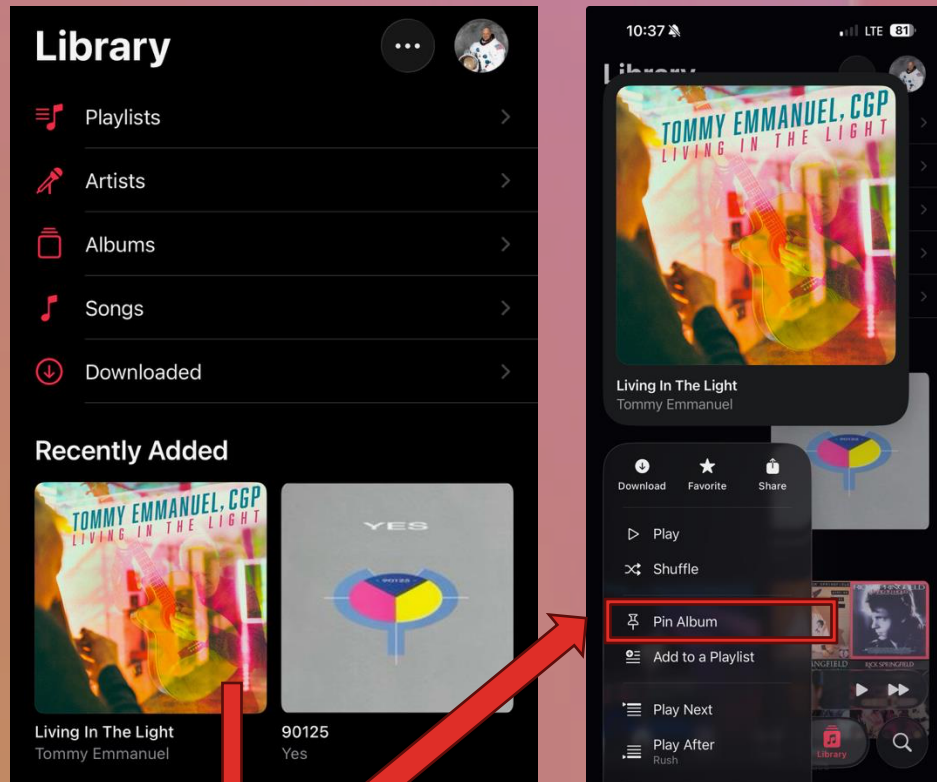 Library
Playlists
Artists
Albums
Songs
Downloaded
Recently Added
TOMMY EMMANUEL, CGP
LIVING IN THE LIGHT
YES
90125
Living In The Light
Tommy Emmanuel
90125
Yes
10:37
LTE 81
Library
TOMMY EMMANUEL, CGP
LIVING IN THE LIGHT
Living In The Light
Tommy Emmanuel
Download
Favorite
Share
Play
Shuffle
Pin Album
Add to a Playlist
Play Next
Play After
Rush
Library